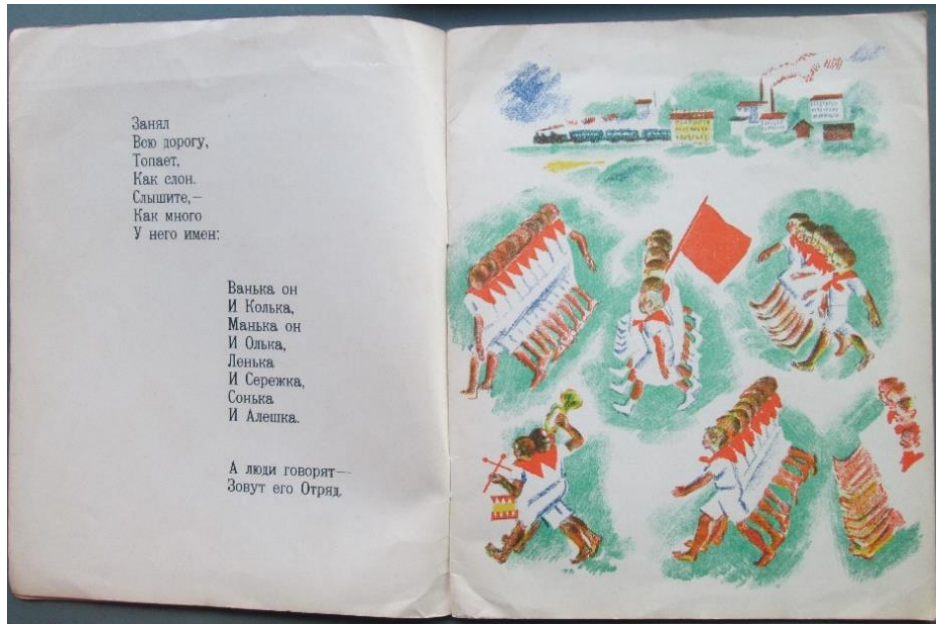 Занял
Всю дорогу,
Топает,
Как слон.
Слышите,—
Как много
У него имен:
Ванька он
И Колька,
Манька он
И Олька,
Ленька
И Сережка,
Сонька
И Алешка.
А люди говорят—
Зовут его Отряд.